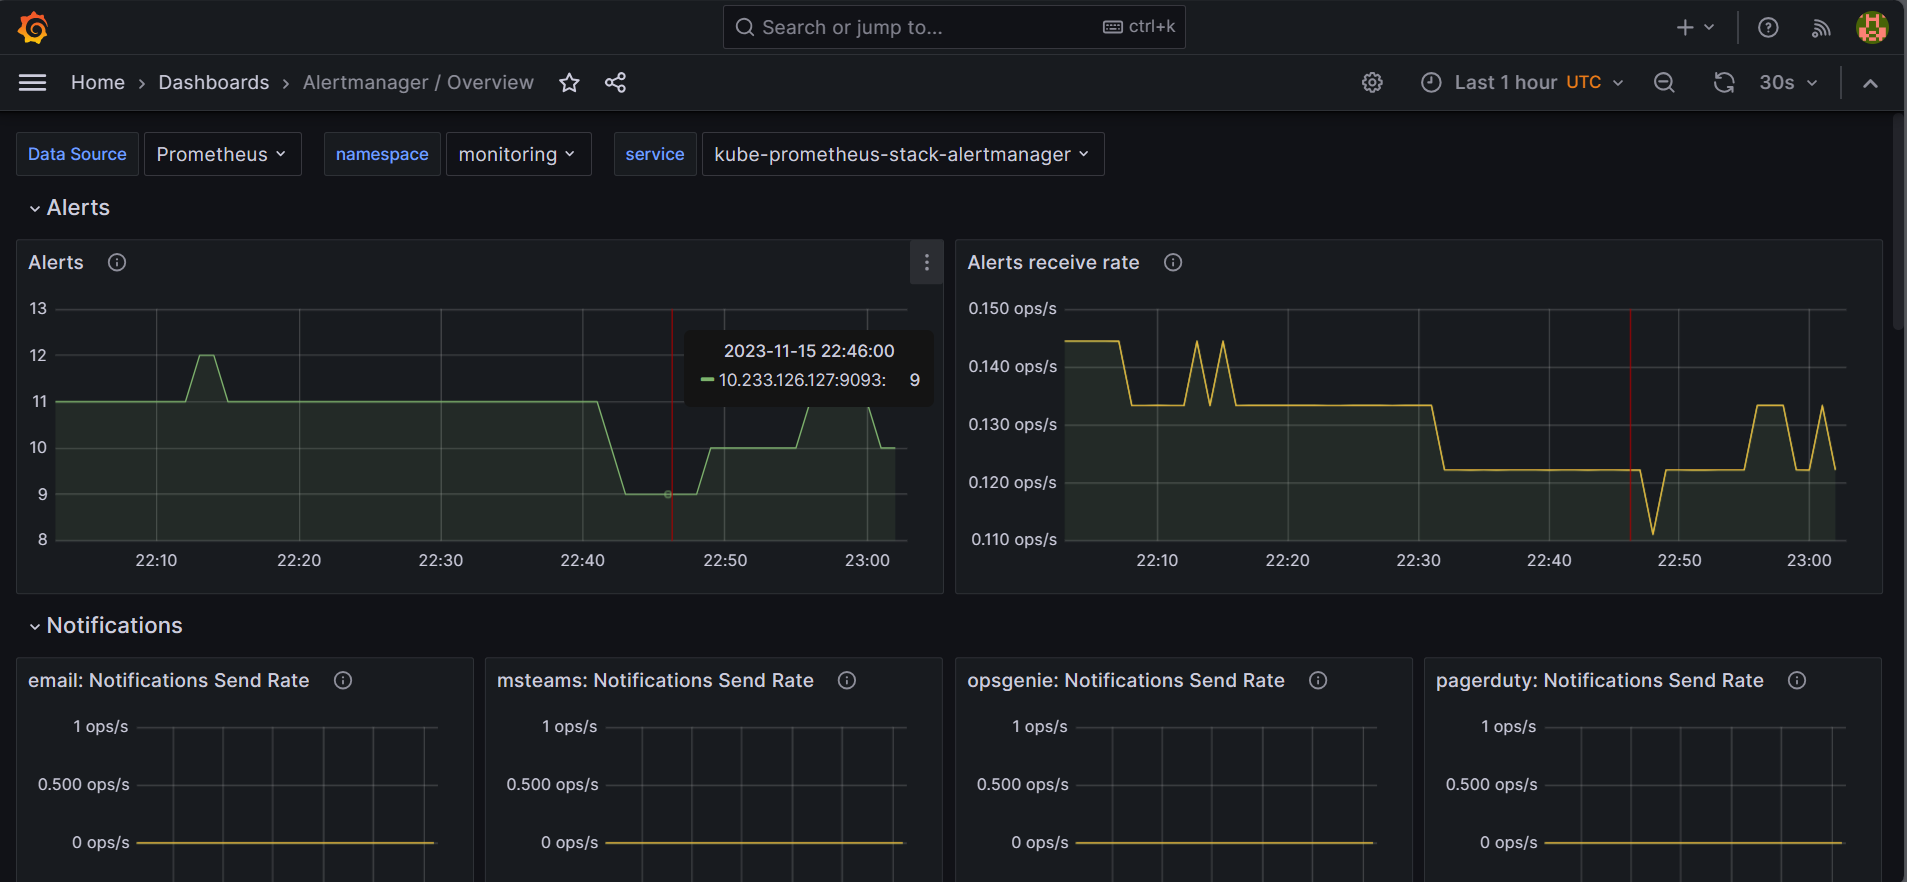 Search or jump to... ctrl+k
Home › Dashboards › Alertmanager / Overview
Last 1 hour UTC 30s
Data Source Prometheus namespace monitoring service kube-prometheus-stack-alertmanager
Alerts
Alerts
13
12
11
10
9
8
22:10 22:20 22:30 22:40 22:50 23:00
2023-11-15 22:46:00
10.233.126.127:9093: 9
Alerts receive rate
0.150 ops/s
0.140 ops/s
0.130 ops/s
0.120 ops/s
0.110 ops/s
22:10 22:20 22:30 22:40 22:50 23:00
Notifications
email: Notifications Send Rate
1 ops/s
0.500 ops/s
0 ops/s
msteams: Notifications Send Rate
1 ops/s
0.500 ops/s
0 ops/s
opsgenie: Notifications Send Rate
1 ops/s
0.500 ops/s
0 ops/s
pagerduty: Notifications Send Rate
1 ops/s
0.500 ops/s
0 ops/s